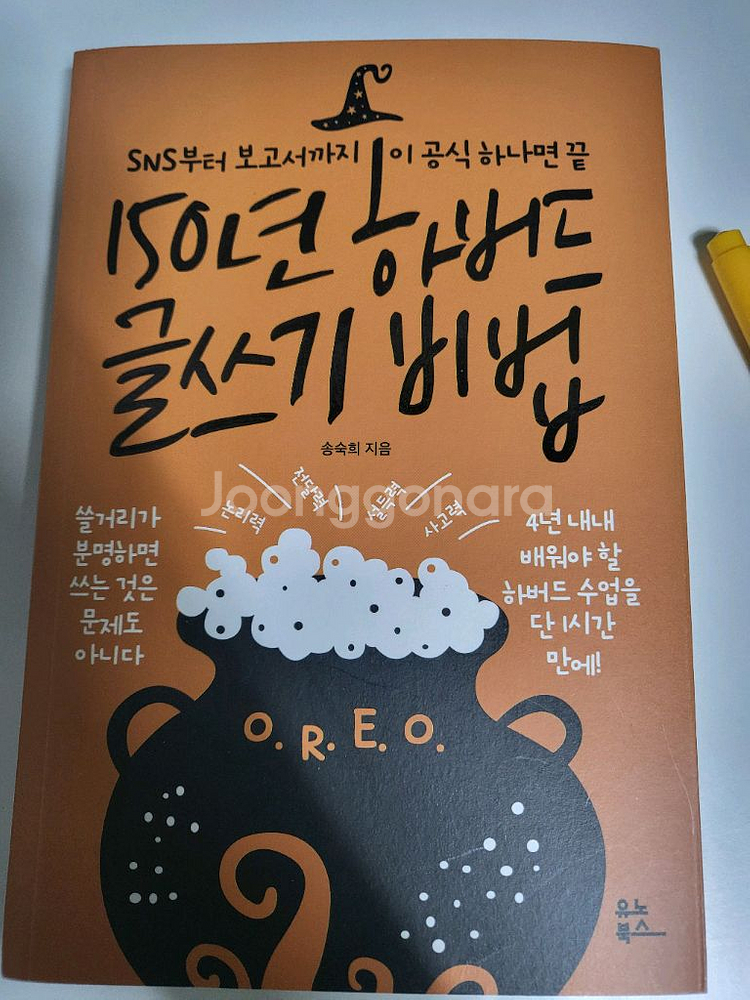 SNS부터 보고서까지 이 공식 하나면 끝
150년 하버드
글쓰기 비법
송숙희 지음
Joonggonara
논리력
전달력
설득력
사고력
쓸거리가
분명하면
쓰는 것은
문제도
아니다
4년 내내
배워야 할
하버드 수업을
단 1시간
만에!
O.R.E.O.
유노
북스